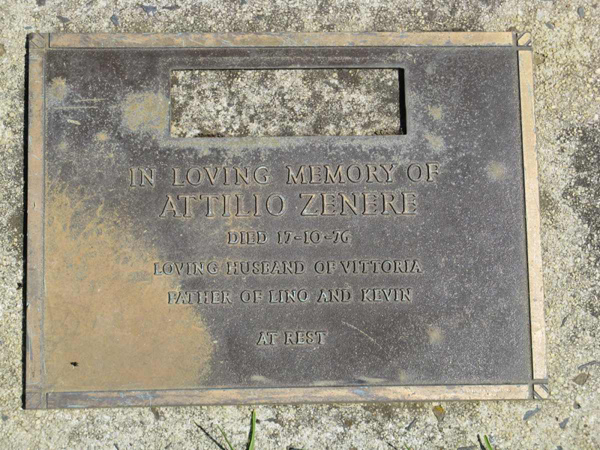 IN LOVING MEMORY OF
ATTILIO ZENERE
DIED 17-10-76
LOVING HUSBAND OF VITTORIA
FATHER OF LINO AND KEVIN
AT REST